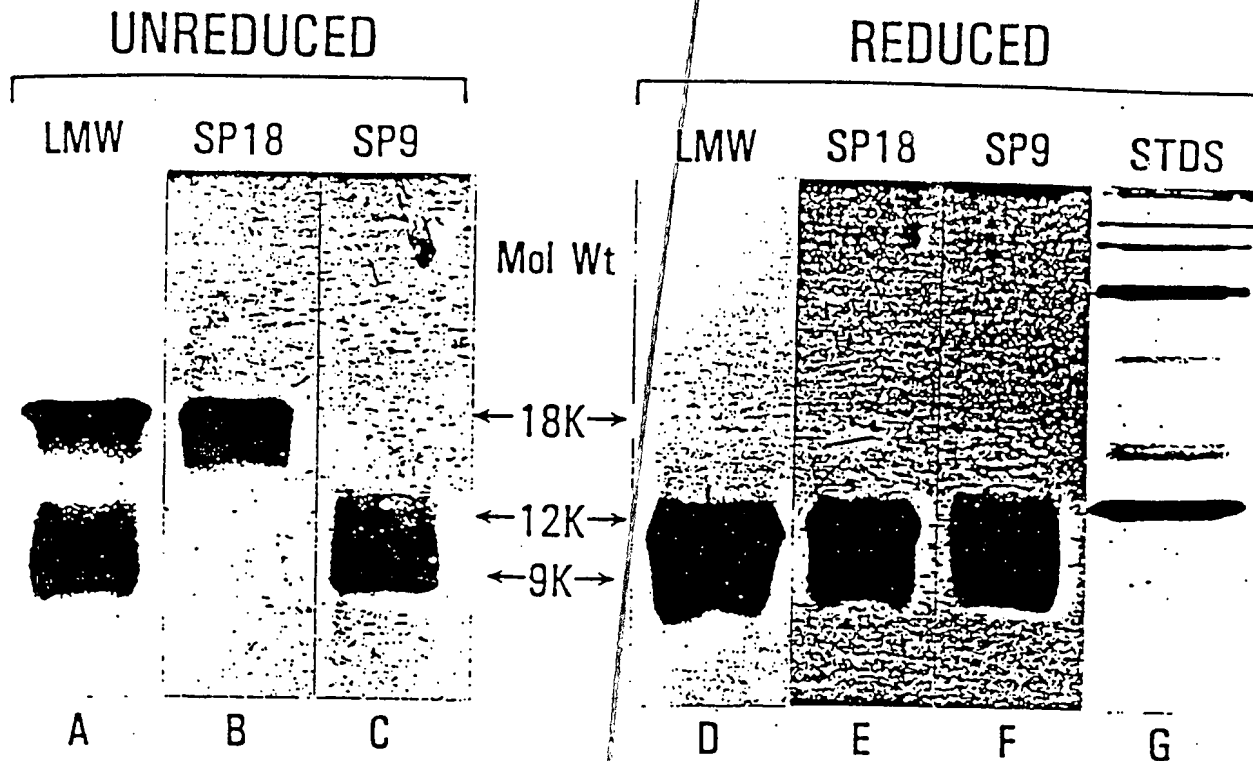 UNREDUCED
REDUCED
LMW SP18 SP9
LMW SP18 SP9 STDS
Mol Wt
←18K→
←12K→
←9K→
A B C
D E F G